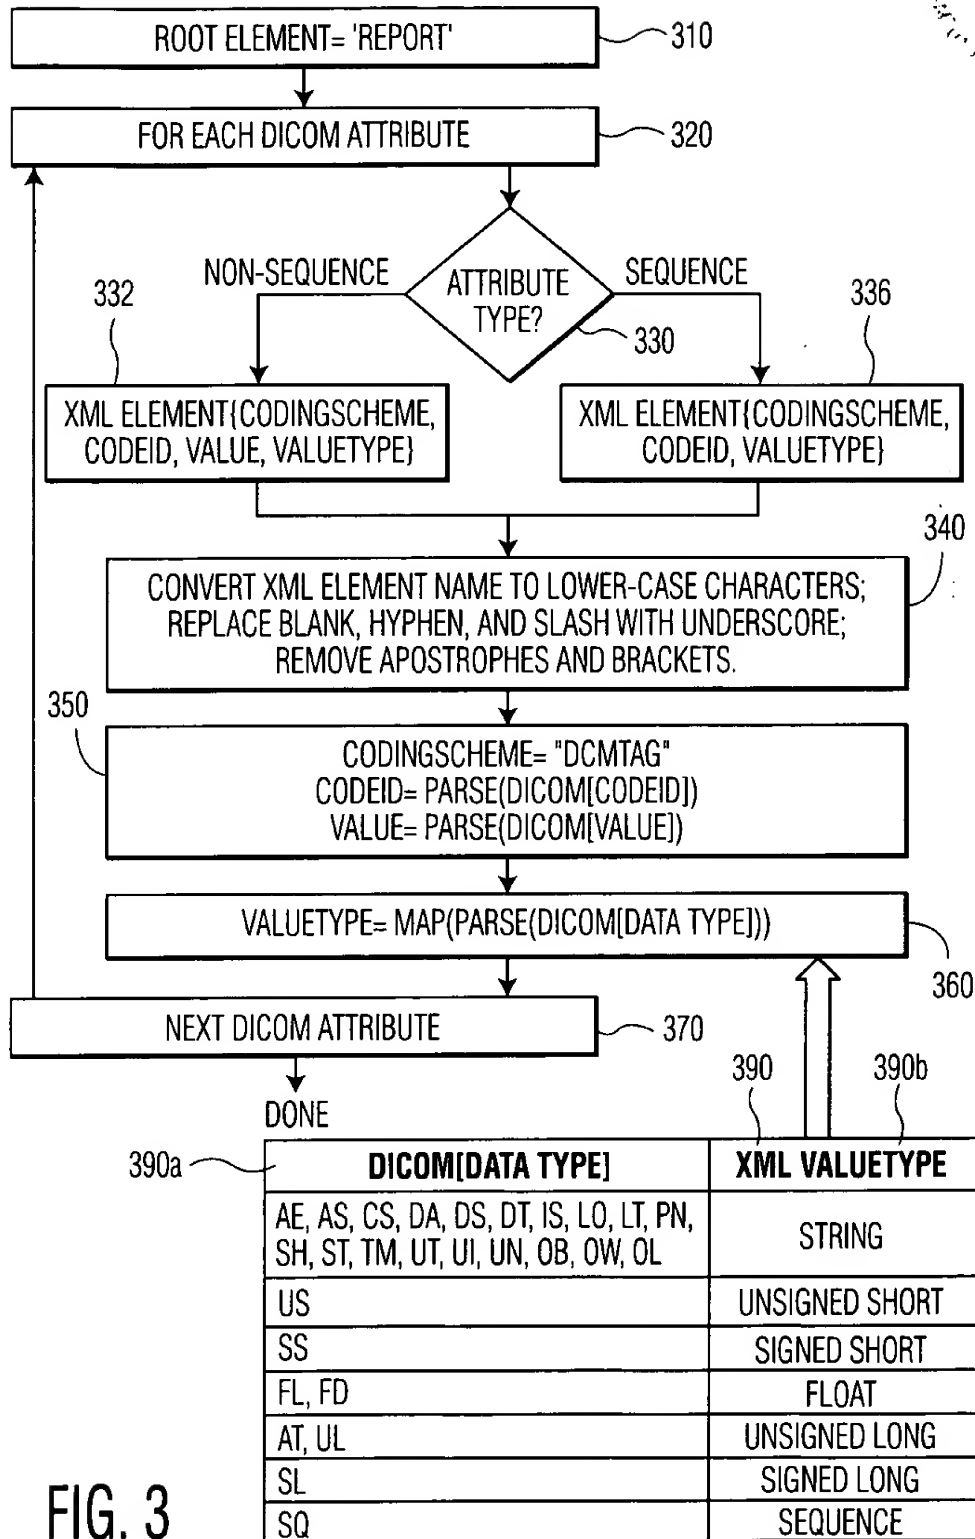 ROOT ELEMENT= 'REPORT'
310
FOR EACH DICOM ATTRIBUTE
320
NON-SEQUENCE
ATTRIBUTE
TYPE?
SEQUENCE
330
332
336
XML ELEMENT{CODINGSCHEME,
CODEID, VALUE, VALUETYPE}
XML ELEMENT{CODINGSCHEME,
CODEID, VALUETYPE}
340
CONVERT XML ELEMENT NAME TO LOWER-CASE CHARACTERS;
REPLACE BLANK, HYPHEN, AND SLASH WITH UNDERSCORE;
REMOVE APOSTROPHES AND BRACKETS.
350
CODINGSCHEME= "DCMTAG"
CODEID= PARSE(DICOM[CODEID])
VALUE= PARSE(DICOM[VALUE])
VALUETYPE= MAP(PARSE(DICOM[DATA TYPE]))
360
NEXT DICOM ATTRIBUTE
370
DONE
390
390b
390a
DICOM[DATA TYPE]
XML VALUETYPE
AE, AS, CS, DA, DS, DT, IS, LO, LT, PN,
SH, ST, TM, UT, UI, UN, OB, OW, OL
STRING
US
UNSIGNED SHORT
SS
SIGNED SHORT
FL, FD
FLOAT
AT, UL
UNSIGNED LONG
SL
SIGNED LONG
SQ
SEQUENCE
FIG. 3